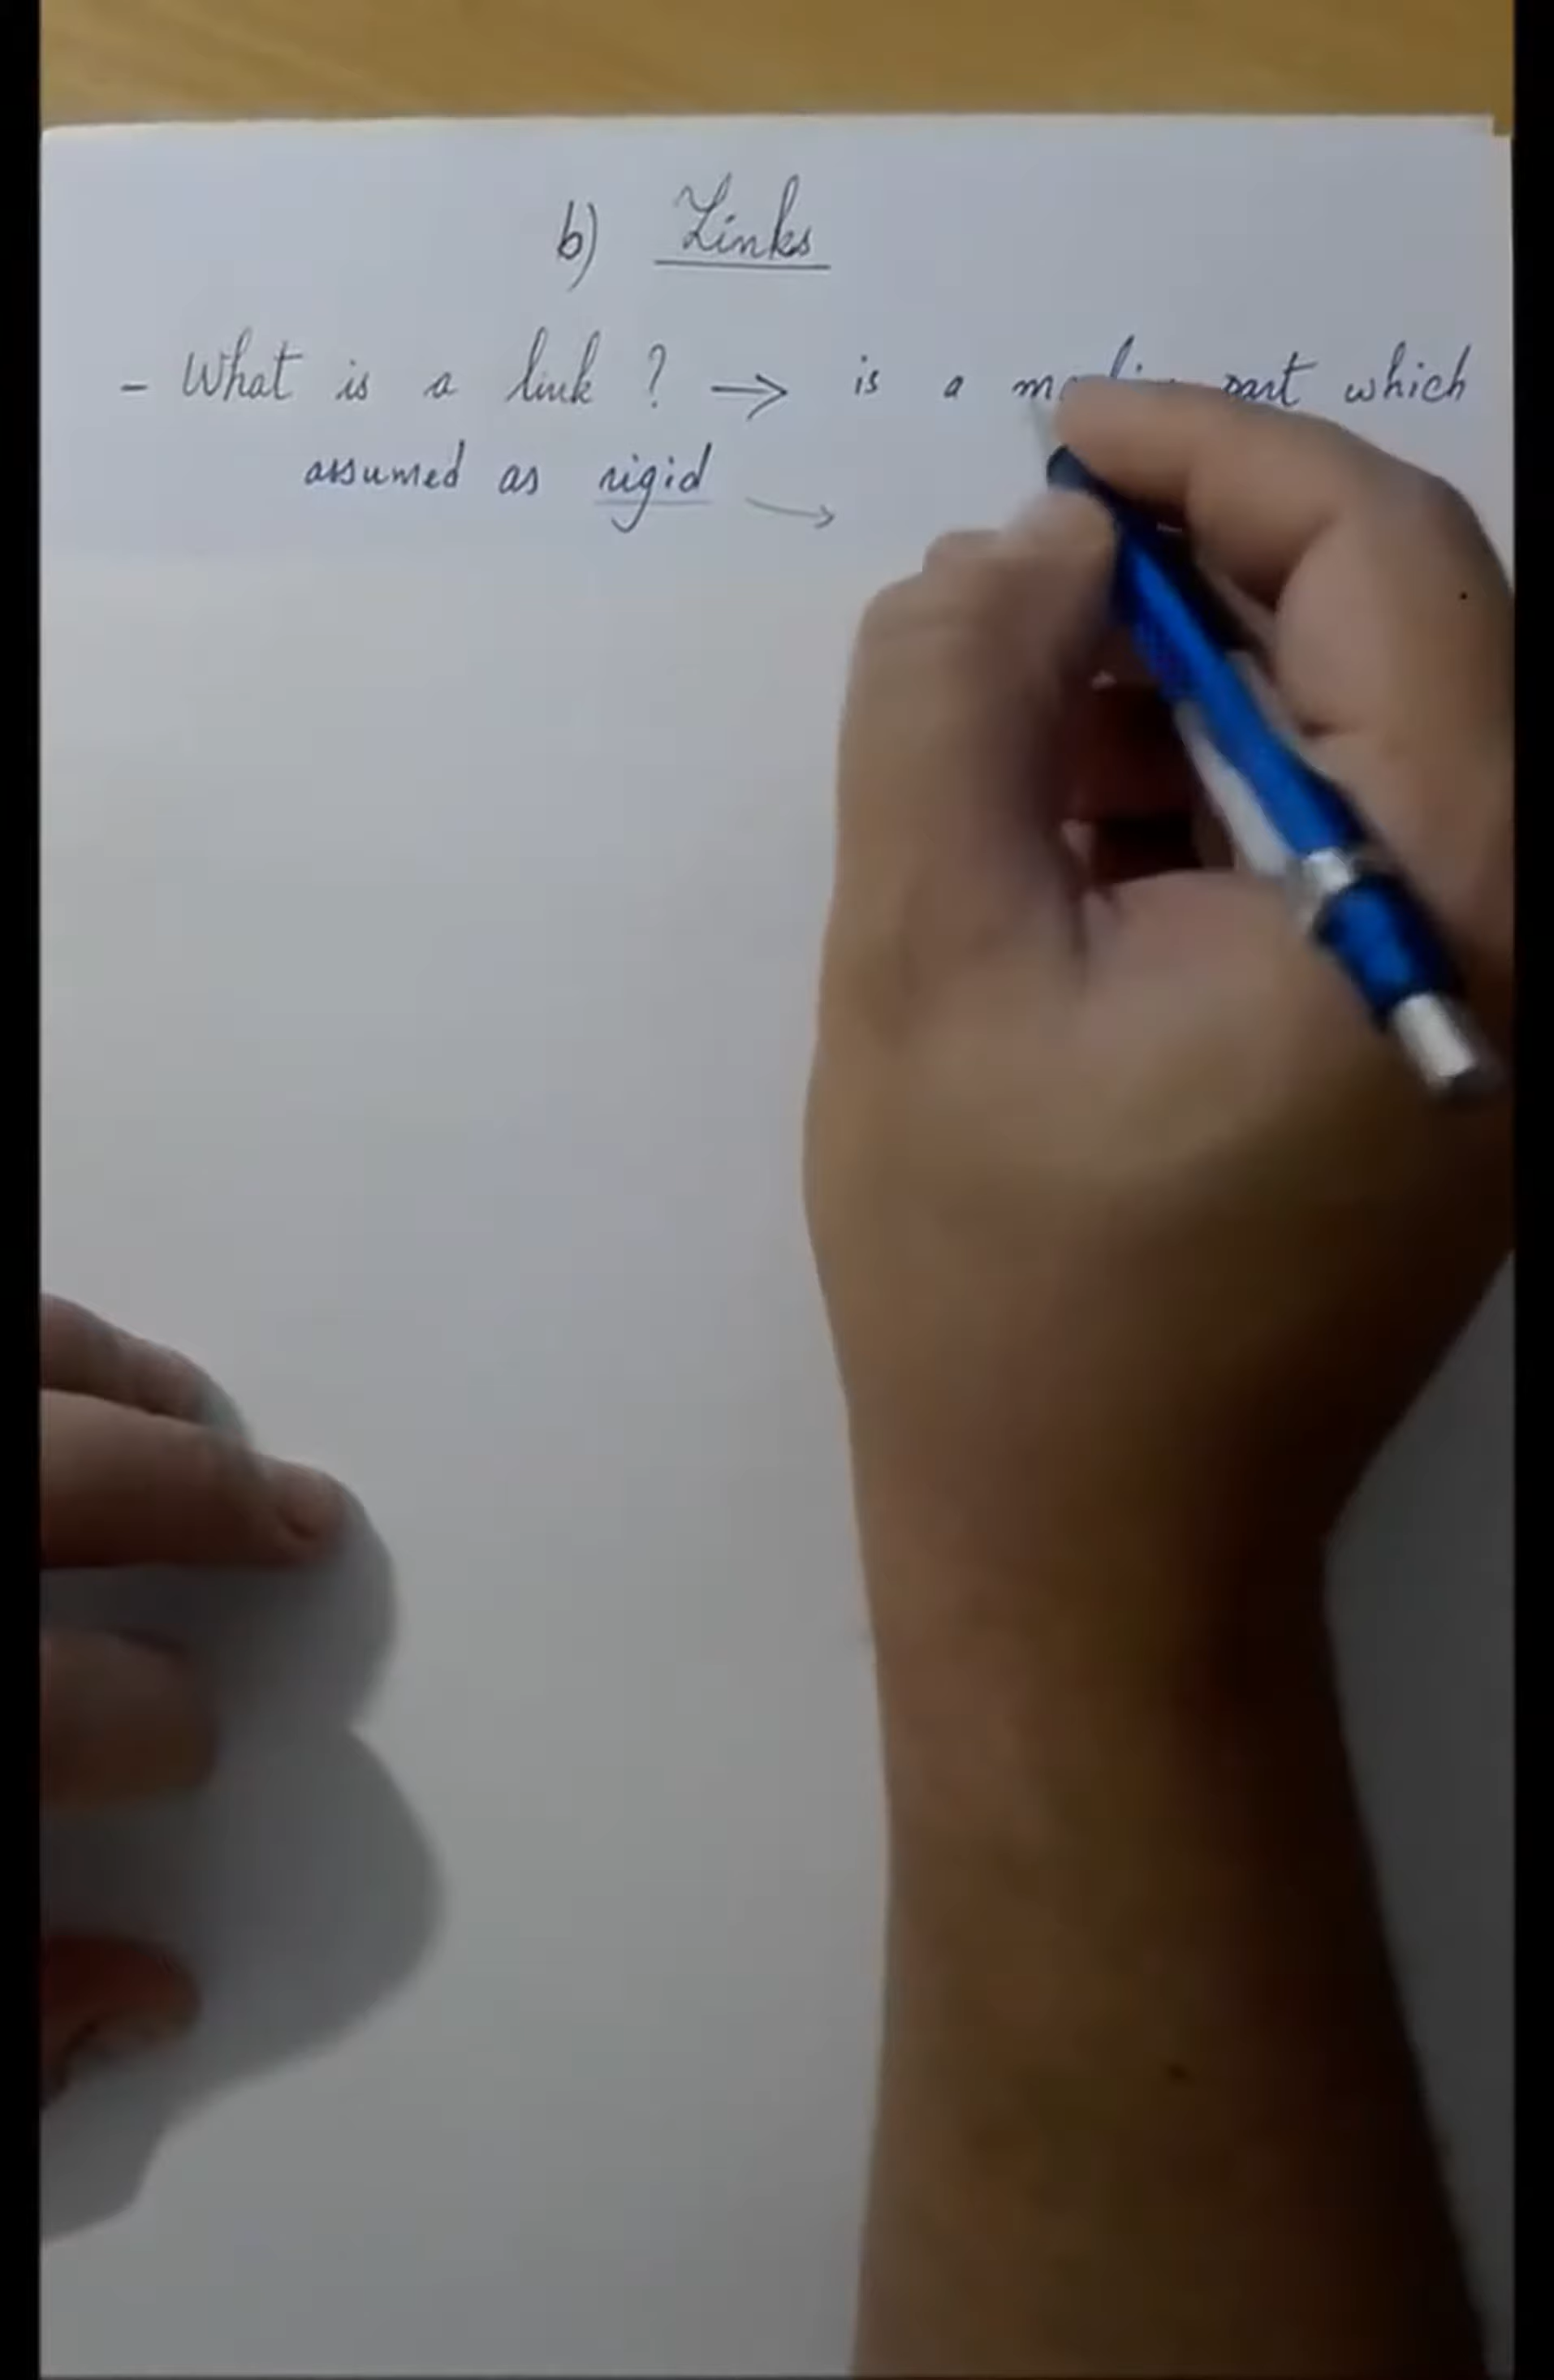 b) Links
- What is a link ? → is a part which
assumed as rigid →